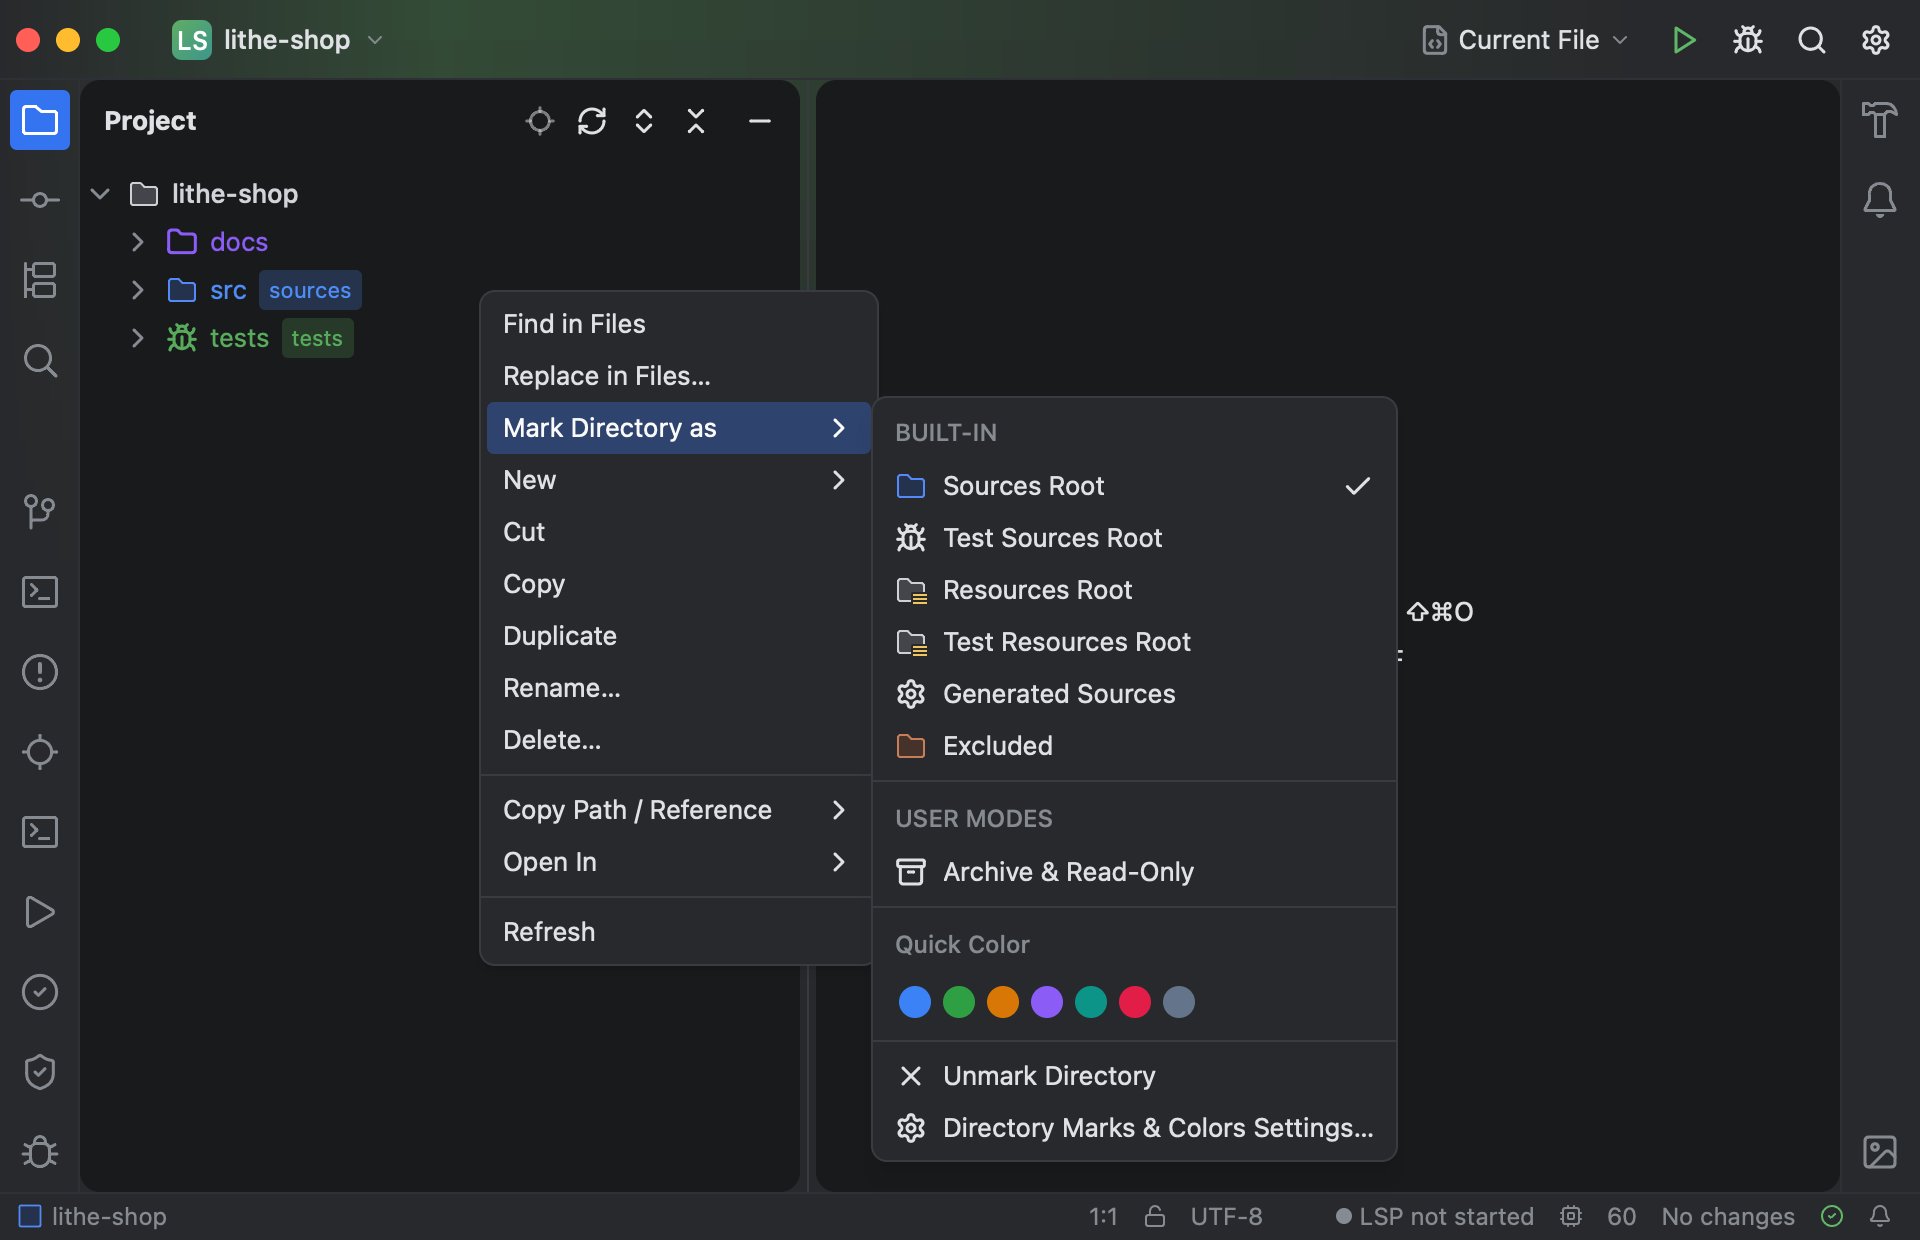 LS lithe-shop
Current File
Project
lithe-shop
docs
src sources
tests tests
Find in Files
Replace in Files...
Mark Directory as
New
Cut
Copy
Duplicate
Rename...
Delete...
Copy Path / Reference
Open In
Refresh
BUILT-IN
Sources Root
Test Sources Root
Resources Root
Test Resources Root
Generated Sources
Excluded
USER MODES
Archive & Read-Only
Quick Color
Unmark Directory
Directory Marks & Colors Settings...
⇧⌘O
lithe-shop
1:1 UTF-8 LSP not started 60 No changes